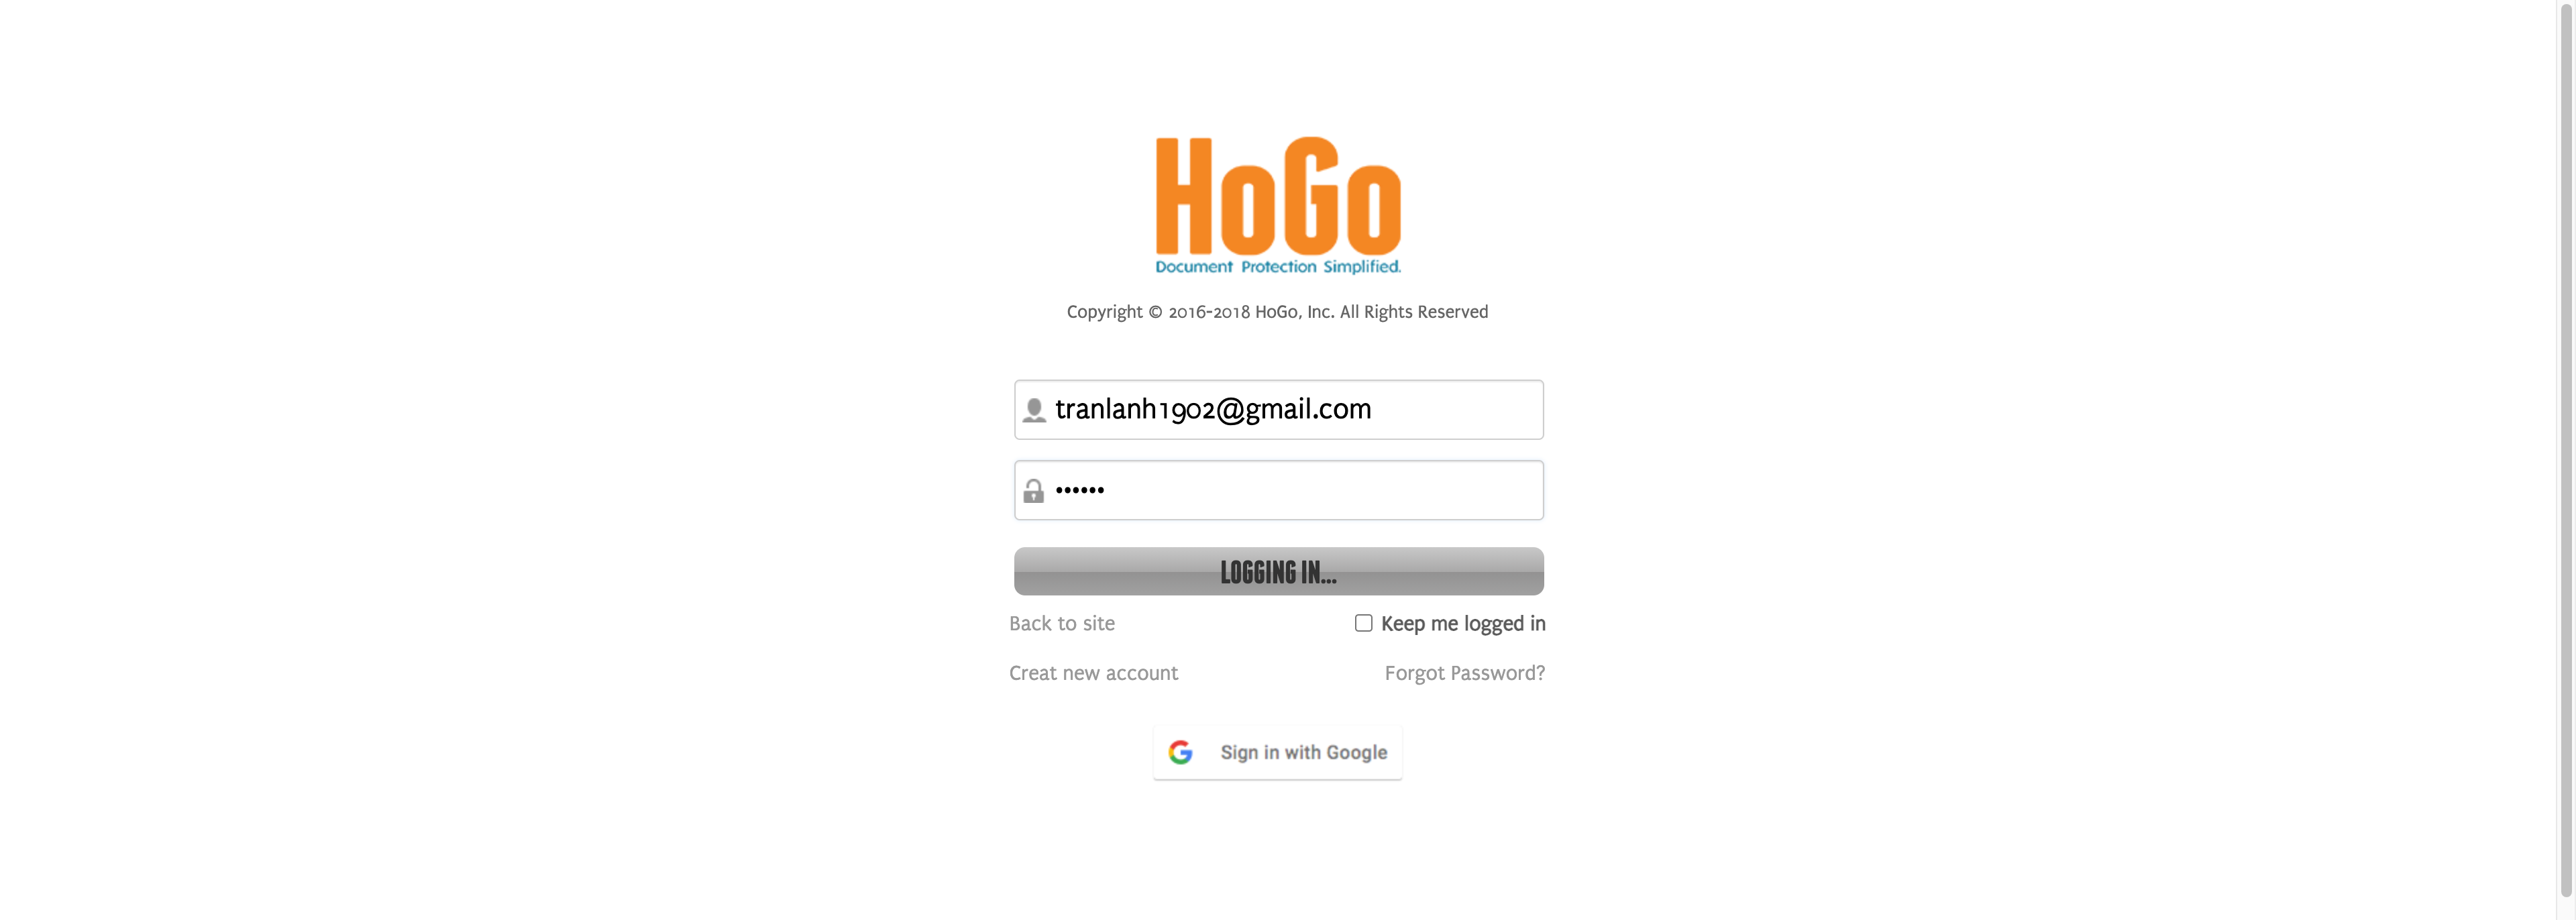 HoGo
Document Protection Simplified.
Copyright © 2016-2018 HoGo, Inc. All Rights Reserved
tranlanh1902@gmail.com
••••••
LOGGING IN...
Back to site
Keep me logged in
Creat new account
Forgot Password?
Sign in with Google